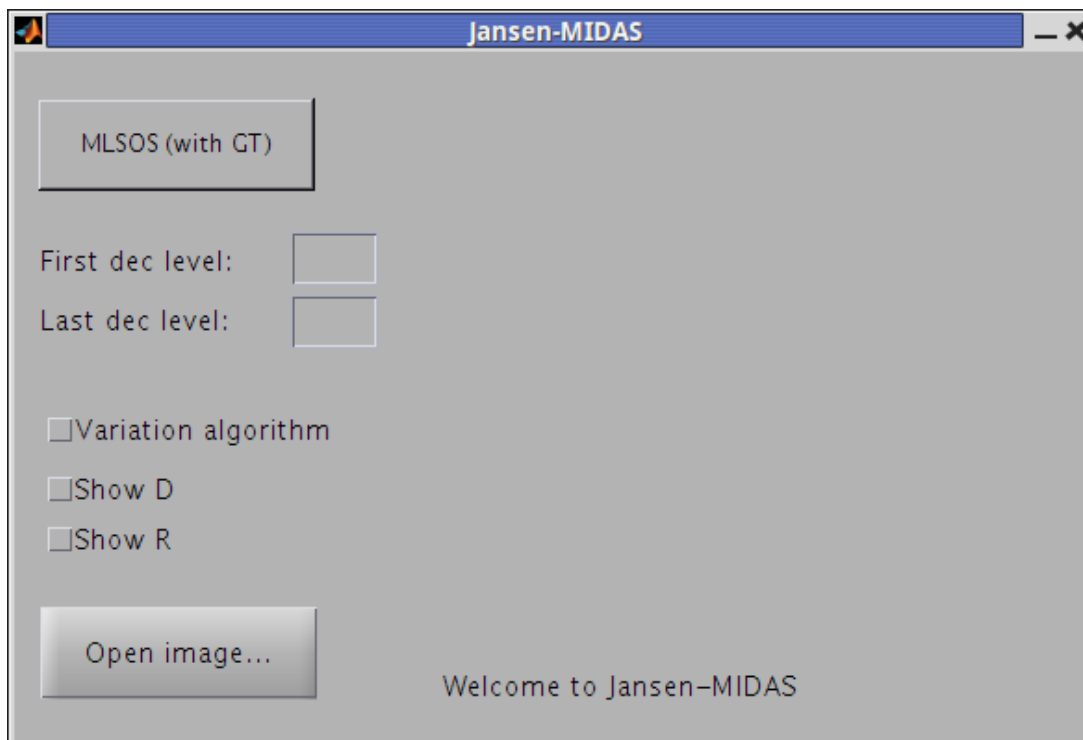 Jansen-MIDAS
MLSOS (with GT)
First dec level:
Last dec level:
Variation algorithm
Show D
Show R
Open image...
Welcome to Jansen-MIDAS